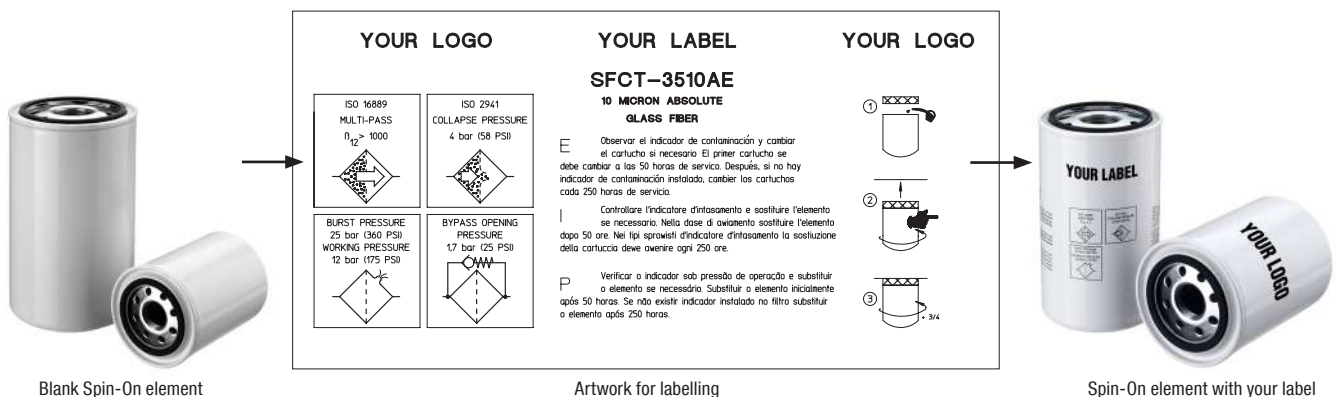 YOUR LOGO
YOUR LABEL
YOUR LOGO
SFCT-3510AE
10 MICRON ABSOLUTE
GLASS FIBER
ISO 16889
MULTI-PASS
ß12> 1000
ISO 2941
COLLAPSE PRESSURE
4 bar (58 PSI)
BURST PRESSURE
25 bar (360 PSI)
WORKING PRESSURE
12 bar (175 PSI)
BYPASS OPENING
PRESSURE
1,7 bar (25 PSI)
E Observar el indicador de contaminación y cambiar
el cartucho si necesario El primer cartucho se
debe cambiar a las 50 horas de servico. Después, si no hay
indicador de contaminación instalado, cambier los cartuchos
cada 250 horas de servicio.
I Controllare l'indicatore d'intasamento e sostituire l'elemento
se necessario. Nella dase di awiamento sostituire l'elemento
dopo 50 ore. Nei tipi sprowisti d'indicatore d'intasamento la sostiuzione
della cartuccia dewe awenire ogni 250 ore.
P Verificar o indicador sob pressão de operação e substituir
o elemento se necessário. Substituir o elemento inicialmente
após 50 horas. Se não existir indicador instalado no filtro substituir
o elemento após 250 horas.
1
2
3
+ 3/4
YOUR LABEL
YOUR LOGO
Blank Spin-On element
Artwork for labelling
Spin-On element with your label